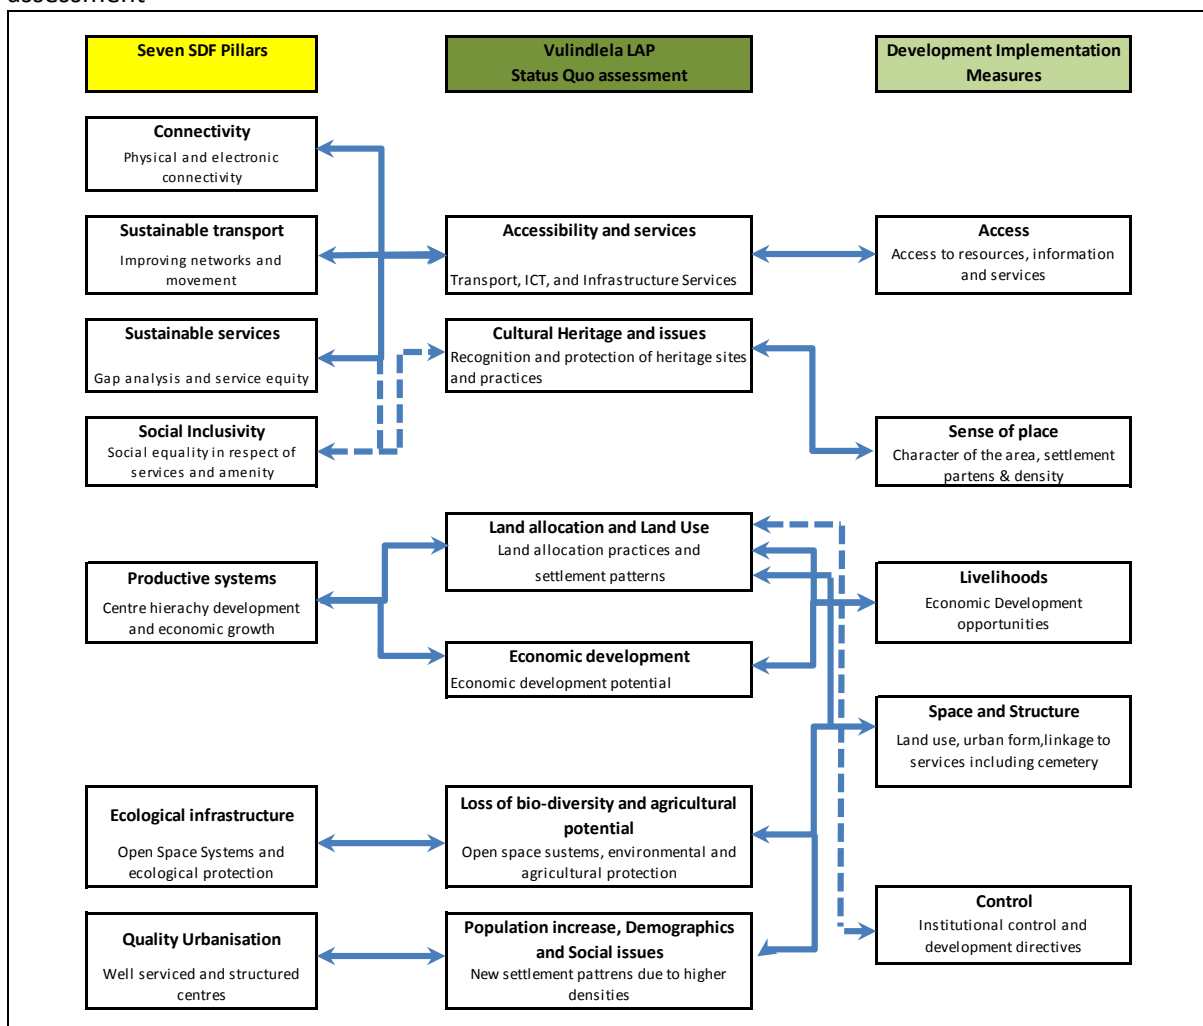 assessment
Seven SDF Pillars
Vulindlela LAP
Status Quo assessment
Development Implementation
Measures
Connectivity
Physical and electronic
connectivity
Sustainable transport
Improving networks and
movement
Accessibility and services
Transport, ICT, and Infrastructure Services
Access
Access to resources, information
and services
Sustainable services
Gap analysis and service equity
Cultural Heritage and issues
Recognition and protection of heritage sites
and practices
Social Inclusivity
Social equality in respect of
services and amenity
Sense of place
Character of the area, settlement
partens & density
Land allocation and Land Use
Land allocation practices and
settlement patterns
Productive systems
Centre hierachy development
and economic growth
Livelihoods
Economic Development
opportunities
Economic development
Economic development potential
Space and Structure
Land use, urban form,linkage to
services including cemetery
Ecological infrastructure
Open Space Systems and
ecological protection
Loss of bio-diversity and agricultural
potential
Open space sustems, environmental and
agricultural protection
Control
Institutional control and
development directives
Quality Urbanisation
Well serviced and structured
centres
Population increase, Demographics
and Social issues
New settlement pattrens due to higher
densities